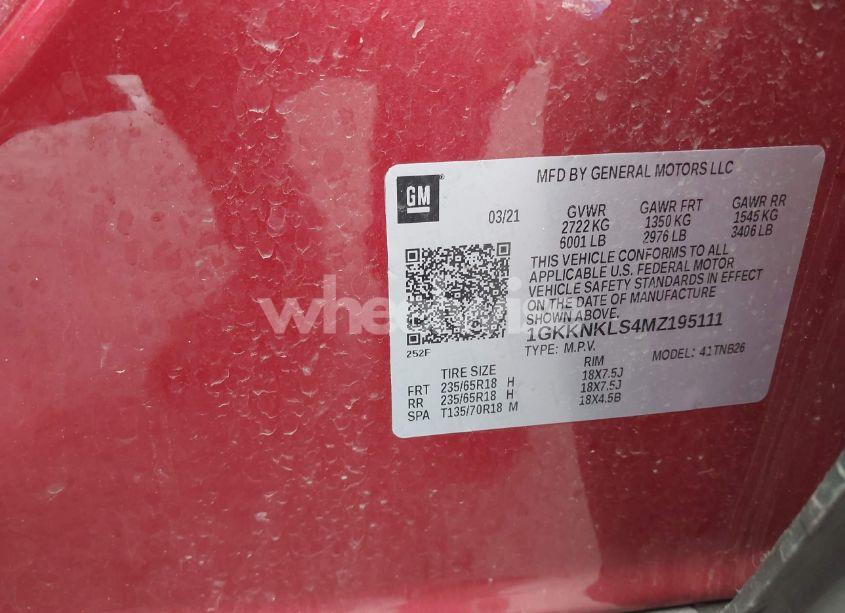 GM
MFD BY GENERAL MOTORS LLC
03/21 GVWR GAWR FRT GAWR RR
2722 KG 1350 KG 1545 KG
6001 LB 2976 LB 3406 LB
THIS VEHICLE CONFORMS TO ALL
APPLICABLE U.S. FEDERAL MOTOR
VEHICLE SAFETY STANDARDS IN EFFECT
ON THE DATE OF MANUFACTURE
SHOWN ABOVE.
1GKKNKLS4MZ195111
252F
TYPE: M.P.V. MODEL: 41TNB26
TIRE SIZE RIM
FRT 235/65R18 H 18X7.5J
RR 235/65R18 H 18X7.5J
SPA T135/70R18 M 18X4.5B